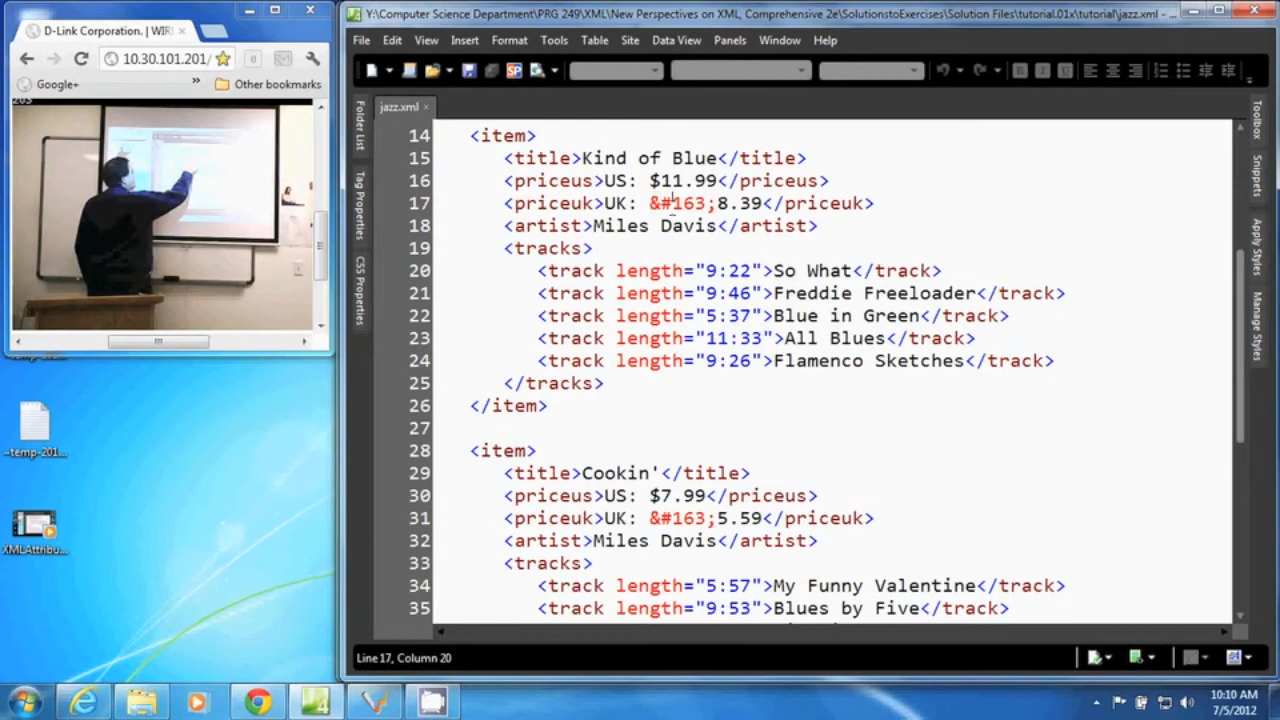 D-Link Corporation. | WIR
10.30.101.201/
Google+
»
Other bookmarks
~temp-201...
XMLAttribu...
Y:\Computer Science Department\PRG 249\XML\New Perspectives on XML, Comprehensive 2e\SolutionstoExercises\Solution Files\tutorial.01x\tutorial\jazz.xml - ...
File Edit View Insert Format Tools Table Site Data View Panels Window Help
jazz.xml ×
Folder List
Tag Properties
CSS Properties
14 <item>
15 <title>Kind of Blue</title>
16 <priceus>US: $11.99</priceus>
17 <priceuk>UK: &#163;8.39</priceuk>
18 <artist>Miles Davis</artist>
19 <tracks>
20 <track length="9:22">So What</track>
21 <track length="9:46">Freddie Freeloader</track>
22 <track length="5:37">Blue in Green</track>
23 <track length="11:33">All Blues</track>
24 <track length="9:26">Flamenco Sketches</track>
25 </tracks>
26 </item>
27
28 <item>
29 <title>Cookin'</title>
30 <priceus>US: $7.99</priceus>
31 <priceuk>UK: &#163;5.59</priceuk>
32 <artist>Miles Davis</artist>
33 <tracks>
34 <track length="5:57">My Funny Valentine</track>
35 <track length="9:53">Blues by Five</track>
Toolbox
Snippets
Apply Styles
Manage Styles
Line 17, Column 20
10:10 AM
7/5/2012